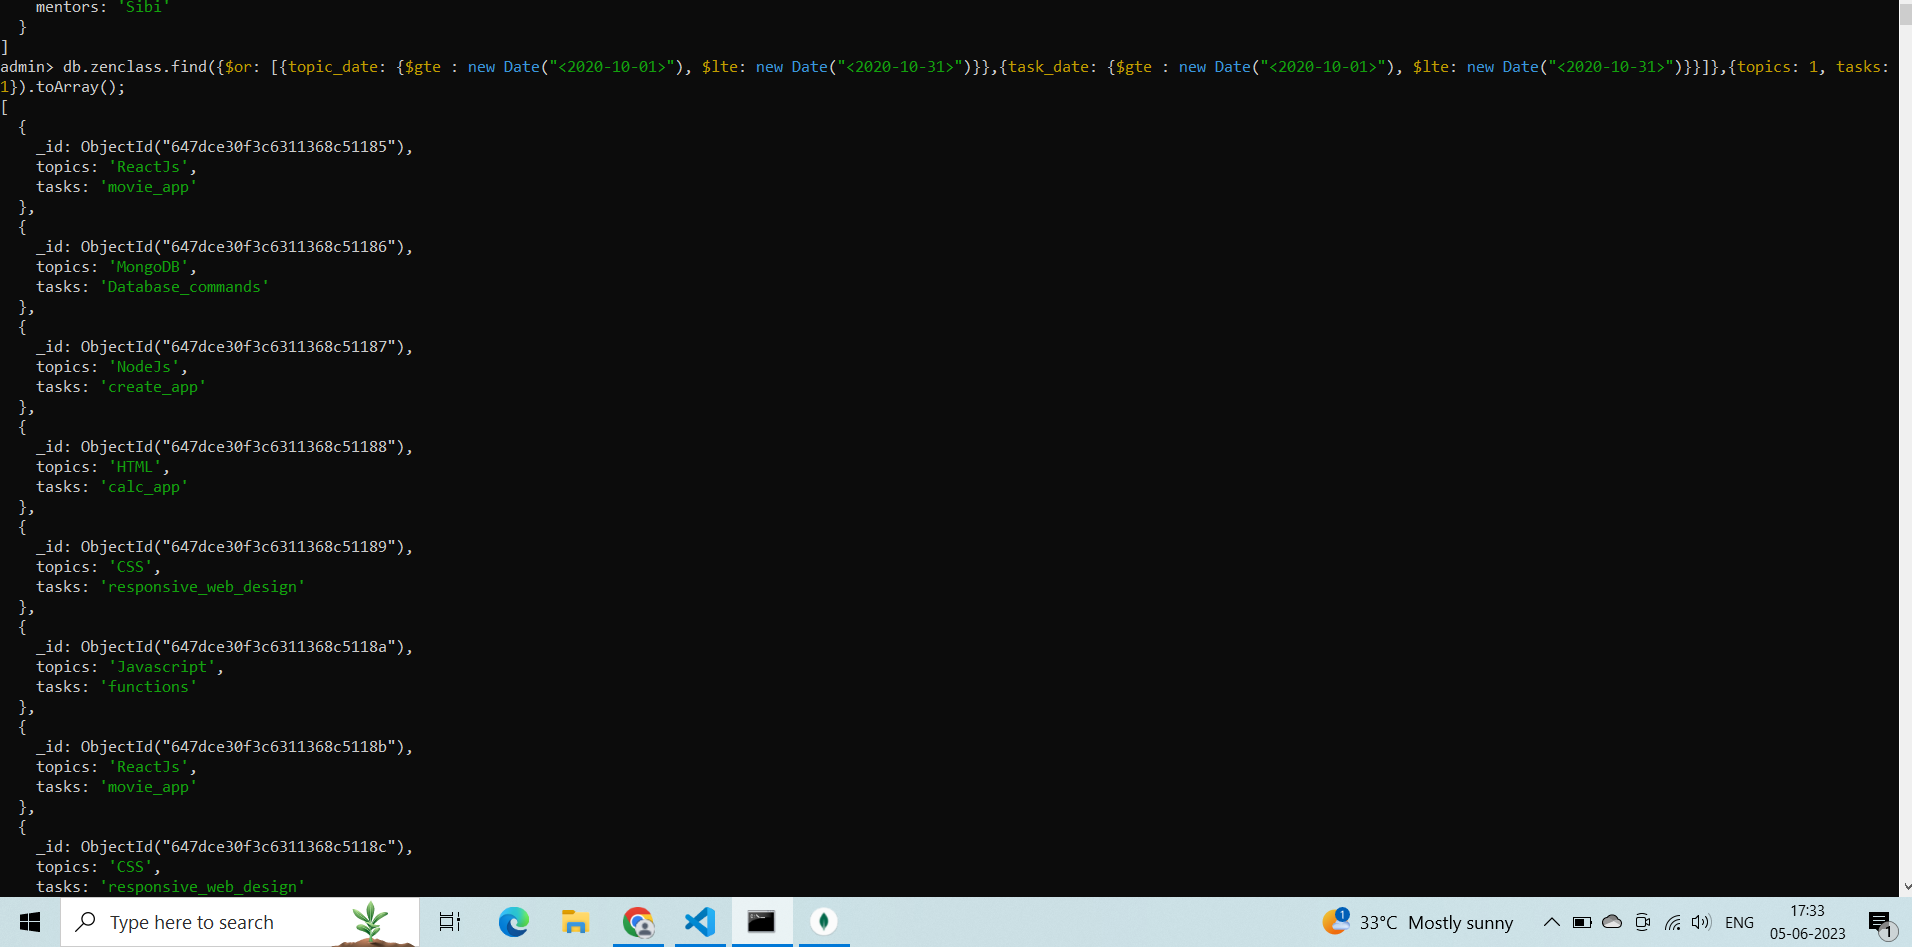 mentors: 'Sibi'
  }
]
admin> db.zenclass.find({$or: [{topic_date: {$gte : new Date("<2020-10-01>"), $lte: new Date("<2020-10-31>")}},{task_date: {$gte : new Date("<2020-10-01>"), $lte: new Date("<2020-10-31>")}}]},{topics: 1, tasks:
1}).toArray();
[
  {
    _id: ObjectId("647dce30f3c6311368c51185"),
    topics: 'ReactJs',
    tasks: 'movie_app'
  },
  {
    _id: ObjectId("647dce30f3c6311368c51186"),
    topics: 'MongoDB',
    tasks: 'Database_commands'
  },
  {
    _id: ObjectId("647dce30f3c6311368c51187"),
    topics: 'NodeJs',
    tasks: 'create_app'
  },
  {
    _id: ObjectId("647dce30f3c6311368c51188"),
    topics: 'HTML',
    tasks: 'calc_app'
  },
  {
    _id: ObjectId("647dce30f3c6311368c51189"),
    topics: 'CSS',
    tasks: 'responsive_web_design'
  },
  {
    _id: ObjectId("647dce30f3c6311368c5118a"),
    topics: 'Javascript',
    tasks: 'functions'
  },
  {
    _id: ObjectId("647dce30f3c6311368c5118b"),
    topics: 'ReactJs',
    tasks: 'movie_app'
  },
  {
    _id: ObjectId("647dce30f3c6311368c5118c"),
    topics: 'CSS',
    tasks: 'responsive_web_design'
Type here to search
1
33°C Mostly sunny
ENG
17:33
05-06-2023
1